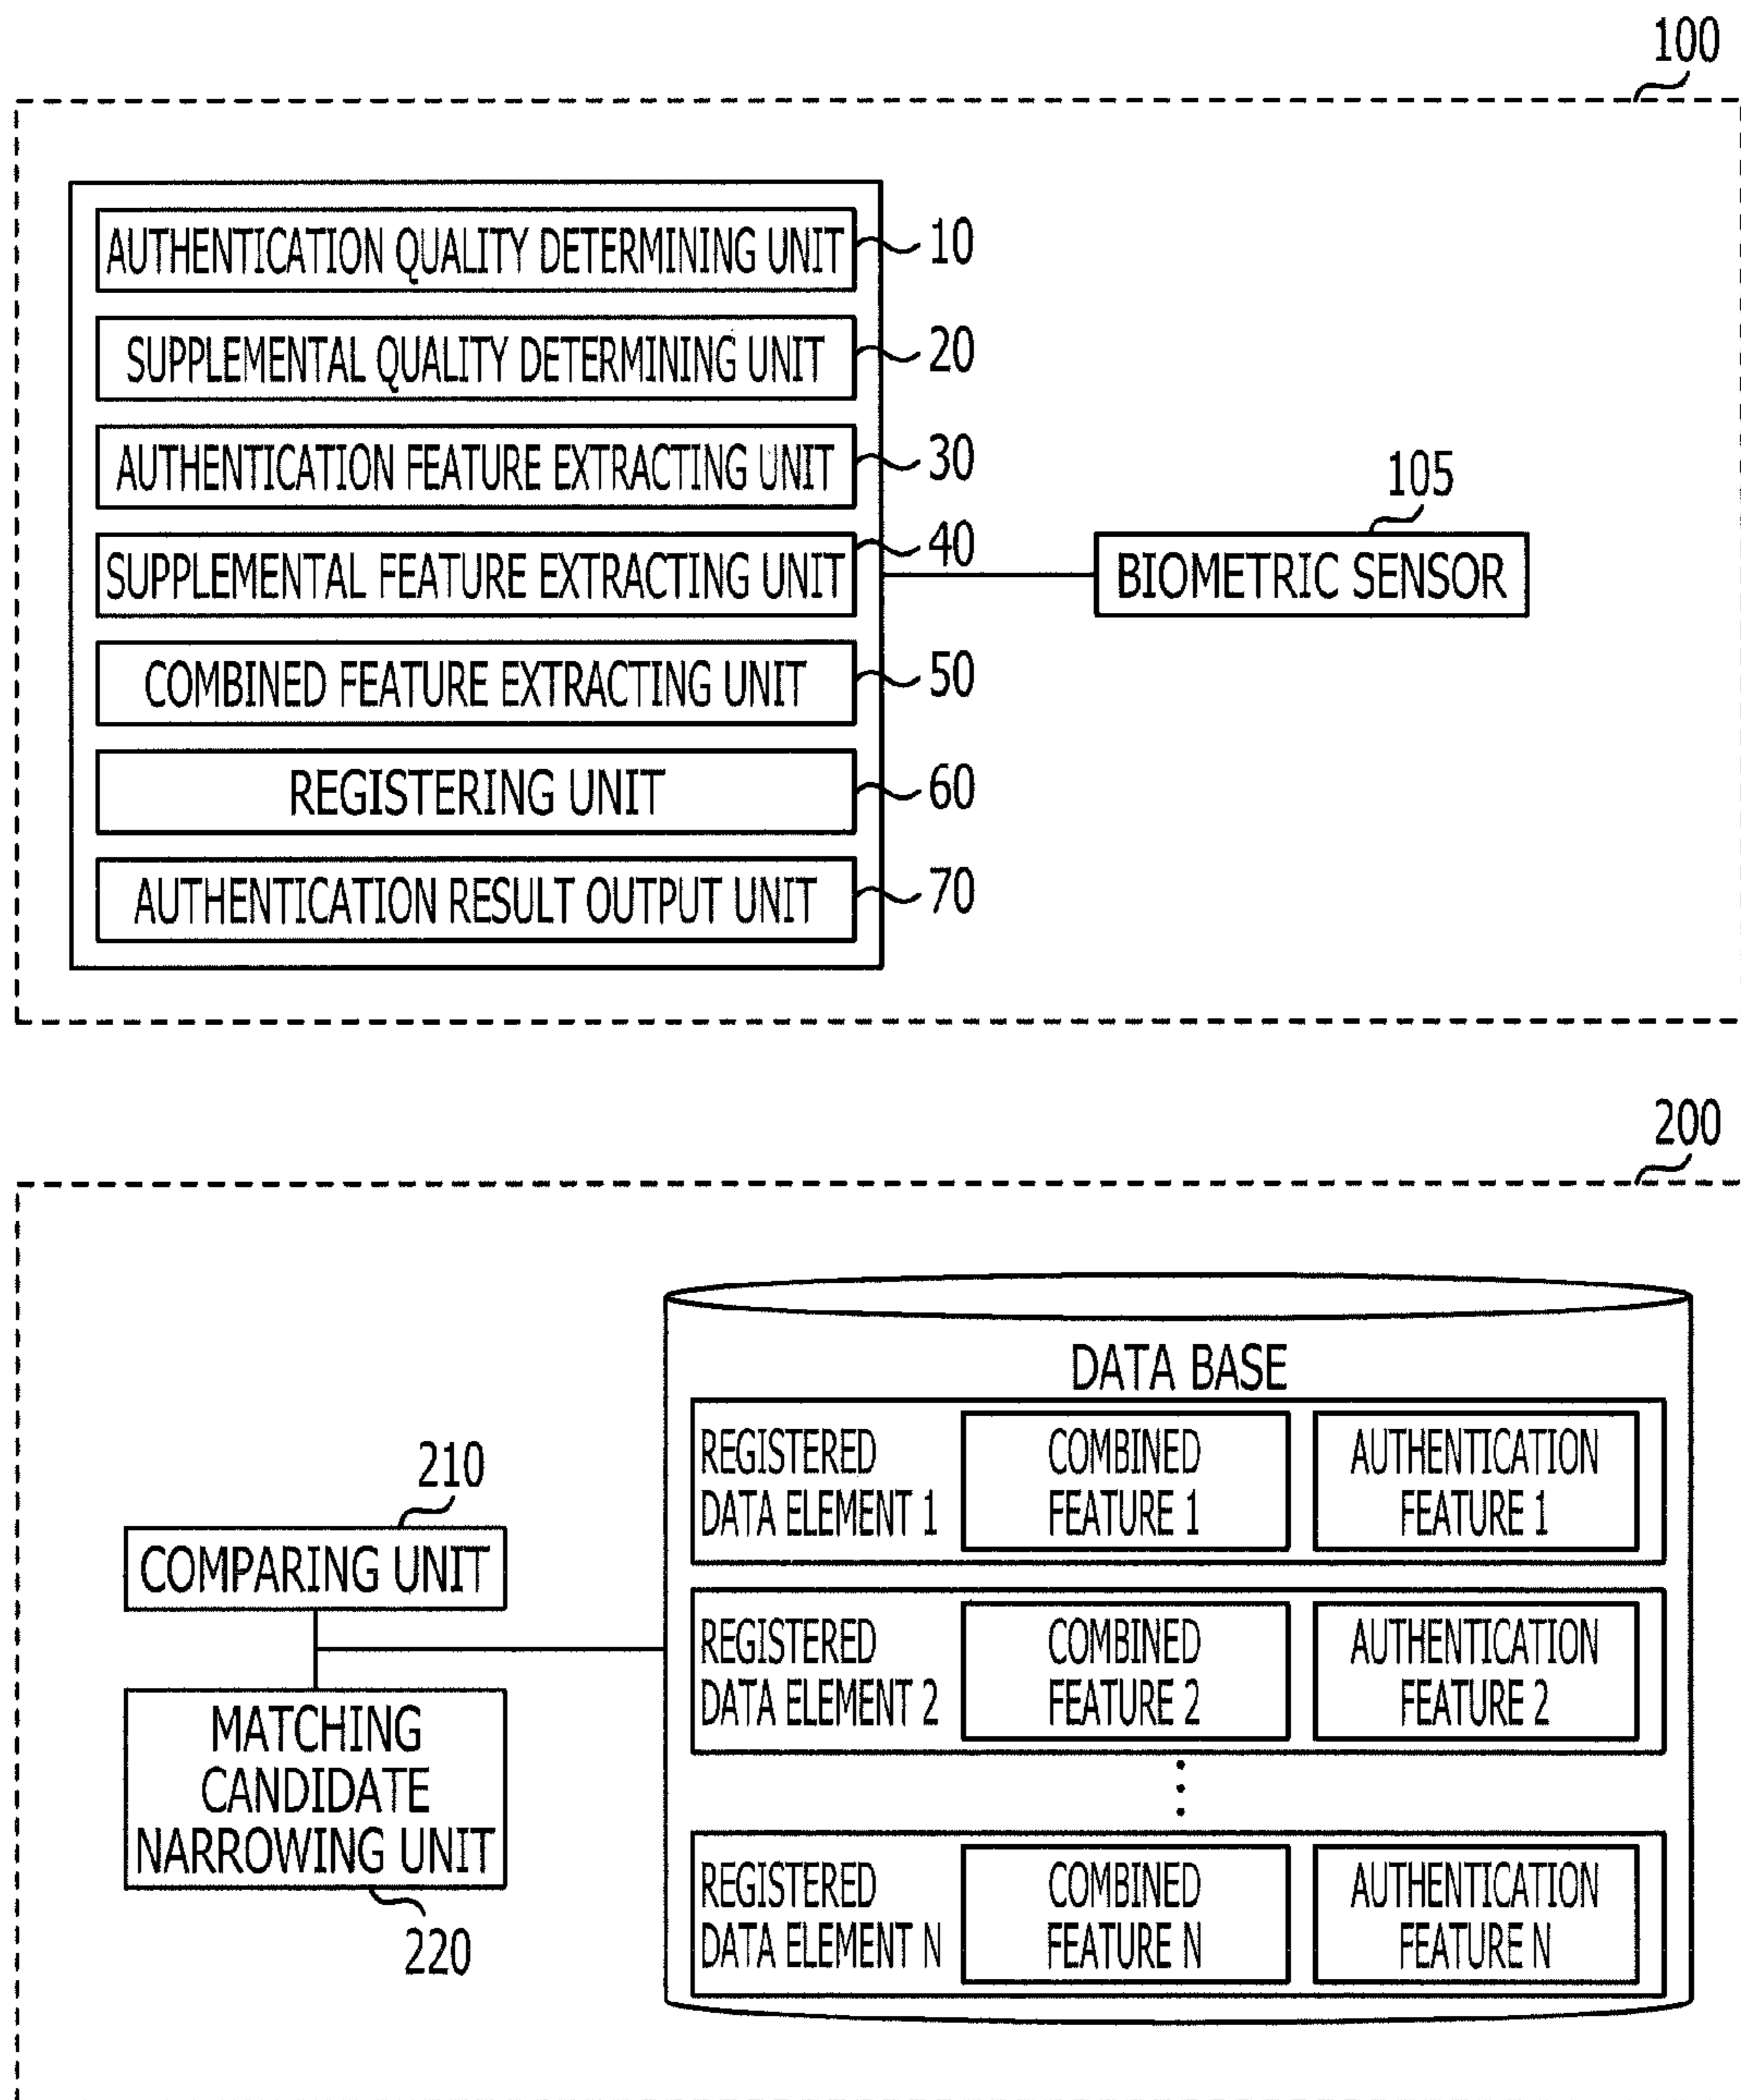 100
AUTHENTICATION QUALITY DETERMINING UNIT
10
SUPPLEMENTAL QUALITY DETERMINING UNIT
20
AUTHENTICATION FEATURE EXTRACTING UNIT
30
SUPPLEMENTAL FEATURE EXTRACTING UNIT
40
COMBINED FEATURE EXTRACTING UNIT
50
REGISTERING UNIT
60
AUTHENTICATION RESULT OUTPUT UNIT
70
105
BIOMETRIC SENSOR
200
210
COMPARING UNIT
MATCHING
CANDIDATE
NARROWING UNIT
220
DATA BASE
REGISTERED
DATA ELEMENT 1
COMBINED
FEATURE 1
AUTHENTICATION
FEATURE 1
REGISTERED
DATA ELEMENT 2
COMBINED
FEATURE 2
AUTHENTICATION
FEATURE 2
REGISTERED
DATA ELEMENT N
COMBINED
FEATURE N
AUTHENTICATION
FEATURE N